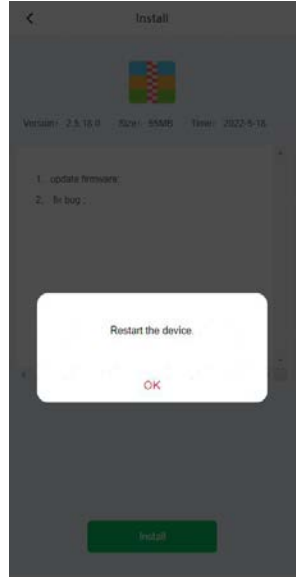 Install
Version: 2.5.18.0 Size: 55MB Time: 2022-5-18
1. update firmware;
2. fix bug ;
Restart the device.
OK
Install